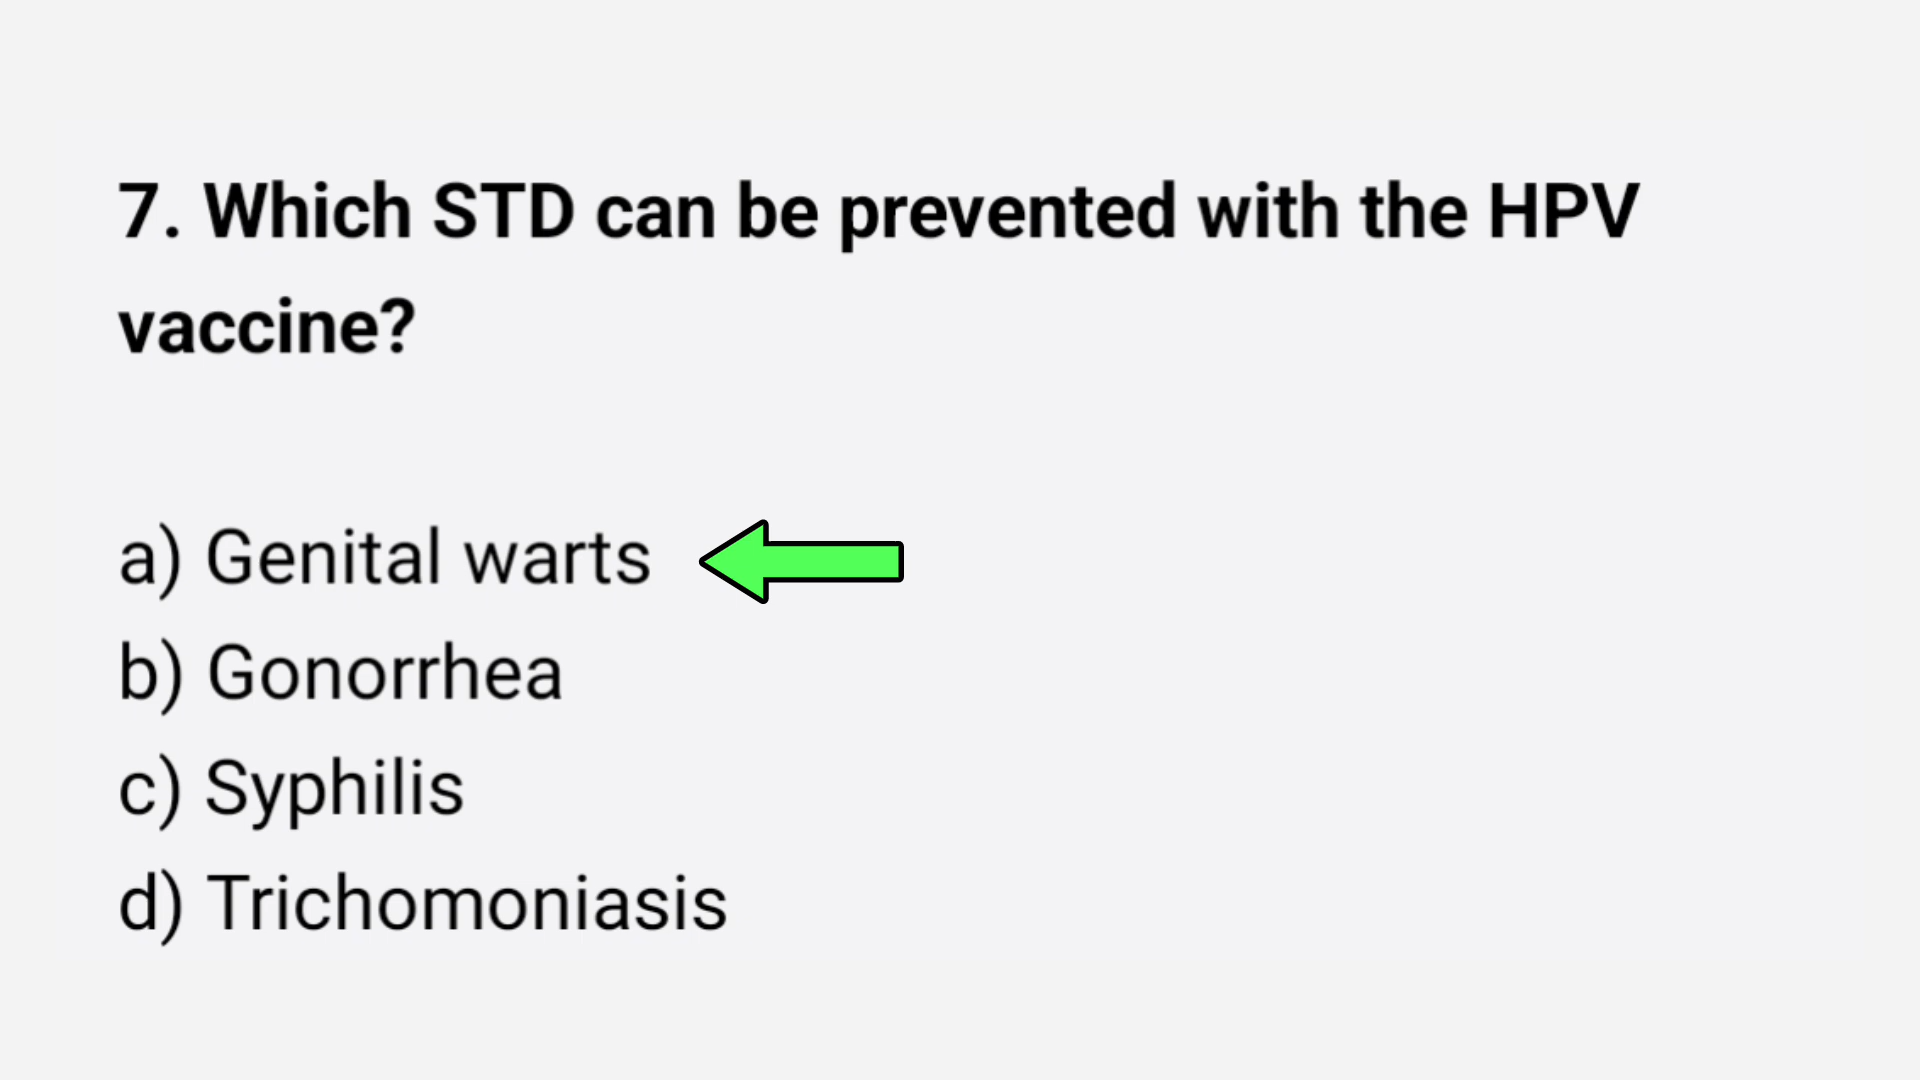 7. Which STD can be prevented with the HPV
vaccine?
a) Genital warts
b) Gonorrhea
c) Syphilis
d) Trichomoniasis